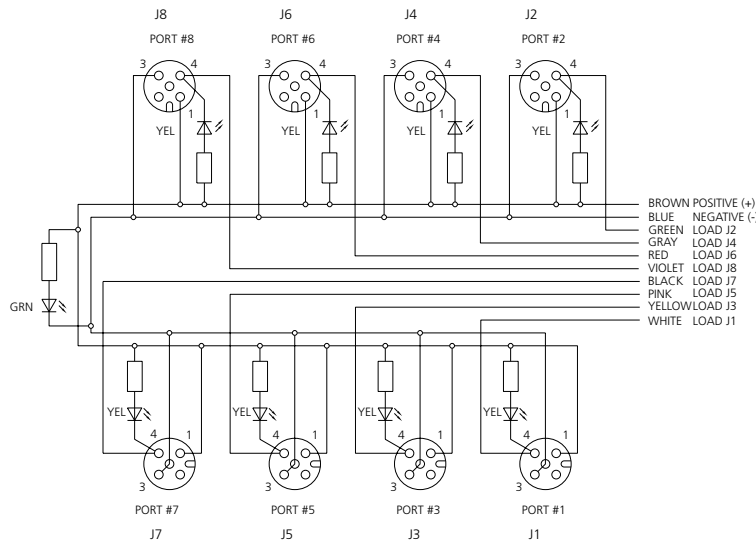 J8 J6 J4 J2
PORT #8 PORT #6 PORT #4 PORT #2
3 4 3 4 3 4 3 4
1 1 1 1
YEL YEL YEL YEL
BROWN POSITIVE (+)
BLUE NEGATIVE (-)
GREEN LOAD J2
GRAY LOAD J4
RED LOAD J6
VIOLET LOAD J8
BLACK LOAD J7
PINK LOAD J5
YELLOW LOAD J3
WHITE LOAD J1
GRN
YEL YEL YEL YEL
4 1 4 1 4 1 4 1
3 3 3 3
PORT #7 PORT #5 PORT #3 PORT #1
J7 J5 J3 J1